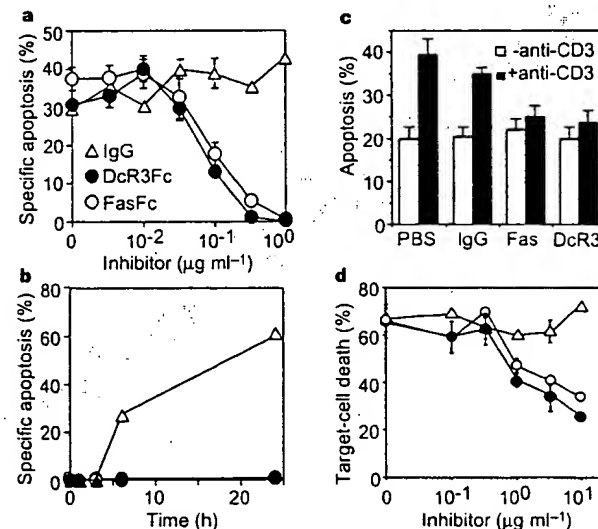 a
Specific apoptosis (%)
50
40
30
20
10
0
IgG
DcR3Fc
FasFc
0 10-2 10-1 100
Inhibitor (µg ml-1)
b
Specific apoptosis (%)
80
60
40
20
0
0 10 20
Time (h)
c
Apoptosis (%)
40
30
20
10
0
-anti-CD3
+anti-CD3
PBS IgG Fas DcR3
d
Target-cell death (%)
80
60
40
20
0
0 10-1 100 101
Inhibitor (µg ml-1)